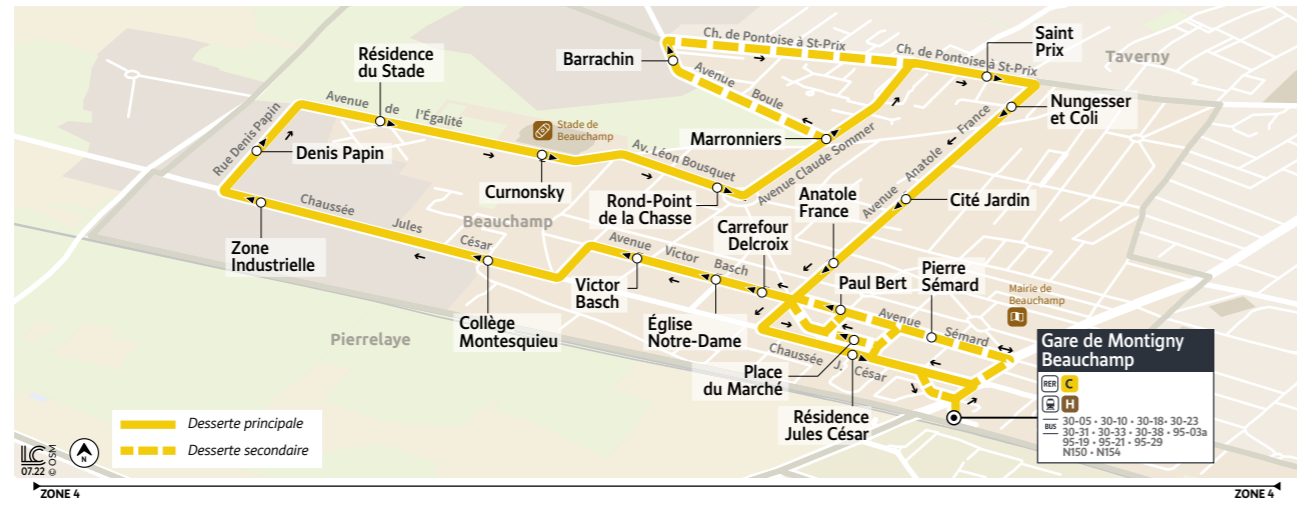 Ch. de Pontoise à St-Prix
Ch. de Pontoise à St-Prix
Saint
Prix
Taverny
Barrachin
Résidence
du Stade
Avenue Boule
Nungesser
et Coli
Rue Denis Papin
Avenue de l'Égalité
Stade de
Beauchamp
Denis Papin
Marronniers
Avenue Anatole France
Curnonsky
Av. Léon Bousquet
Avenue Claude Sommer
Rond-Point
de la Chasse
Anatole
France
Cité Jardin
Chaussée Jules César
Beauchamp
Carrefour
Delcroix
Zone
Industrielle
Avenue Victor Basch
Victor
Basch
Paul Bert
Pierre
Sémard
Mairie de
Beauchamp
Avenue Sémard
Collège
Montesquieu
Église
Notre-Dame
Pierrelaye
Chaussée J. César
Place
du Marché
Résidence
Jules César
Gare de Montigny
Beauchamp
RER C
H
BUS
30-05 • 30-10 • 30-18 • 30-23
30-31 • 30-33 • 30-38 • 95-03a
95-19 • 95-21 • 95-29
N150 • N154
Desserte principale
Desserte secondaire
LC
07.22 © OSM
N
ZONE 4
ZONE 4